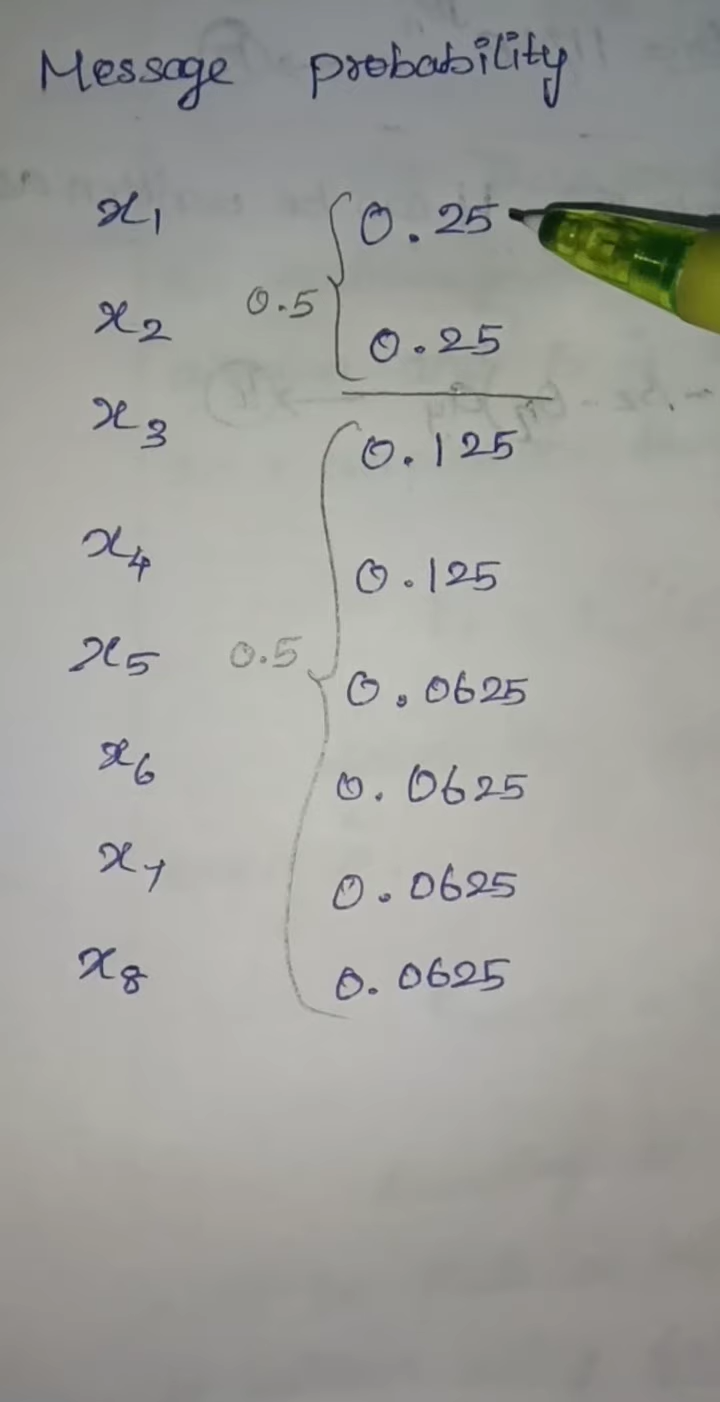 Message probability
x1 0.25
0.5
x2 0.25
x3 0.125
x4 0.125
x5 0.5 0.0625
x6 0.0625
x7 0.0625
x8 0.0625